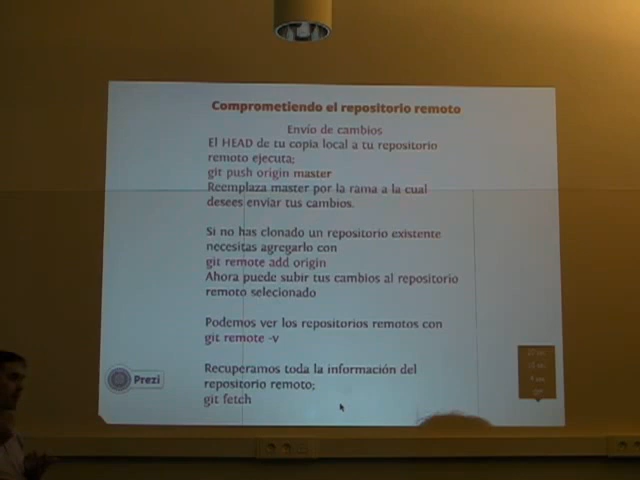 Comprometiendo el repositorio remoto
Envío de cambios
El HEAD de tu copia local a tu repositorio
remoto ejecuta;
git push origin master
Reemplaza master por la rama a la cual
desees enviar tus cambios.
Si no has clonado un repositorio existente
necesitas agregarlo con
git remote add origin
Ahora puede subir tus cambios al repositorio
remoto selecionado
Podemos ver los repositorios remotos con
git remote -v
Recuperamos toda la información del
repositorio remoto;
git fetch
Prezi